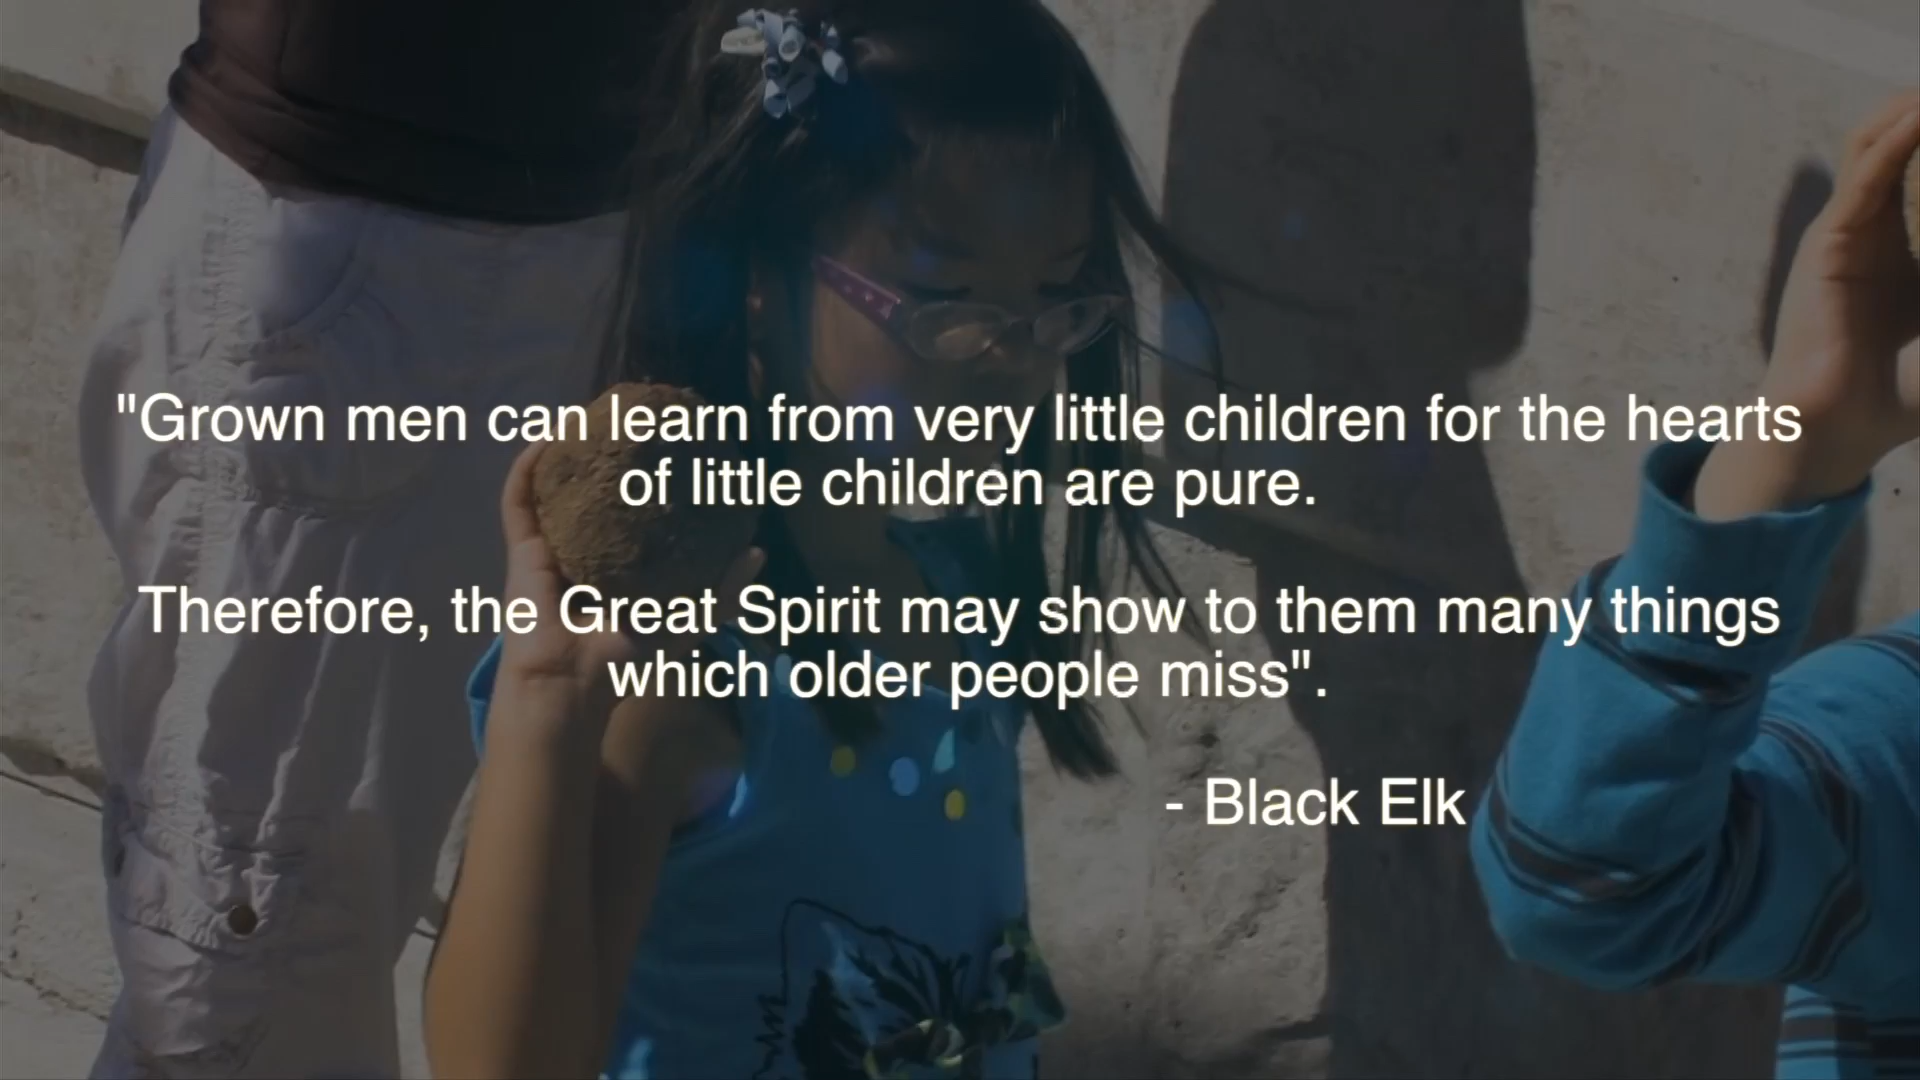 "Grown men can learn from very little children for the hearts
of little children are pure.
Therefore, the Great Spirit may show to them many things
which older people miss".
- Black Elk